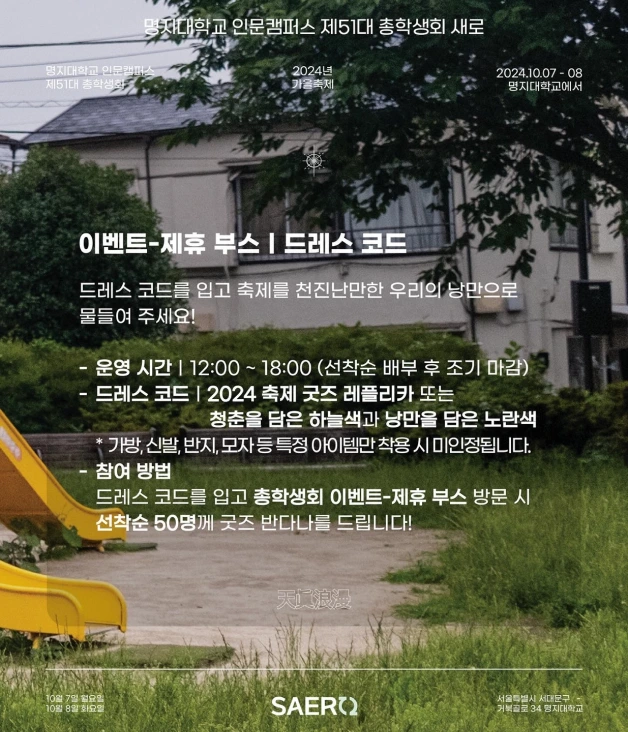 명지대학교 인문캠퍼스 제51대 총학생회 새로
명지대학교 인문캠퍼스
제51대 총학생회
2024년
가을축제
2024.10.07 - 08
명지대학교에서
이벤트-제휴 부스 | 드레스 코드
드레스 코드를 입고 축제를 천진난만한 우리의 낭만으로
물들여 주세요!
- 운영 시간 | 12:00 ~ 18:00 (선착순 배부 후 조기 마감)
- 드레스 코드 | 2024 축제 굿즈 레플리카 또는
청춘을 담은 하늘색과 낭만을 담은 노란색
* 가방, 신발, 반지, 모자 등 특정 아이템만 착용 시 미인정됩니다.
- 참여 방법
드레스 코드를 입고 총학생회 이벤트-제휴 부스 방문 시
선착순 50명께 굿즈 반다나를 드립니다!
天眞浪漫
10월 7일 월요일
10월 8일 화요일
SAERO
서울특별시 서대문구 -
거북골로 34 명지대학교